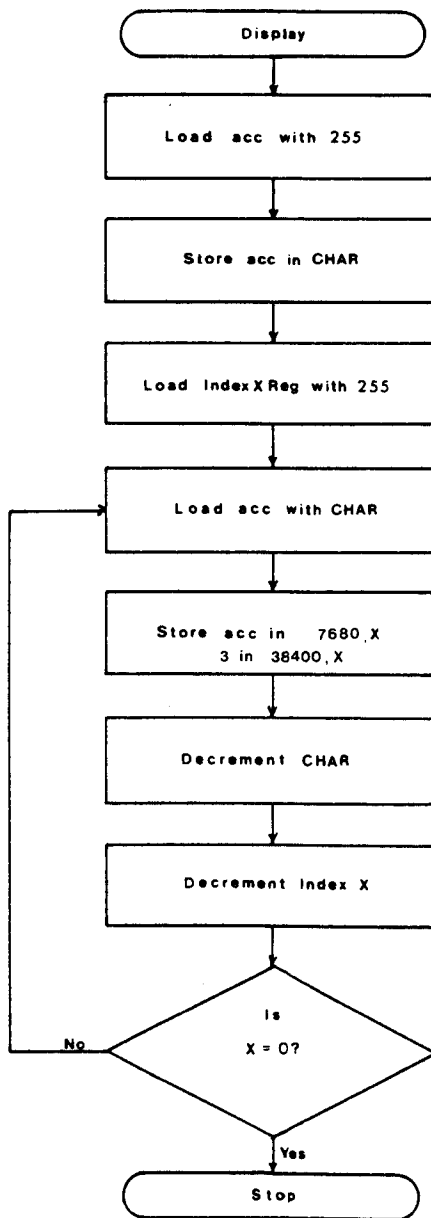 Display
Load acc with 255
Store acc in CHAR
Load Index X Reg with 255
Load acc with CHAR
Store acc in 7680,X
3 in 38400,X
Decrement CHAR
Decrement Index X
Is
X = 0?
No
Yes
Stop